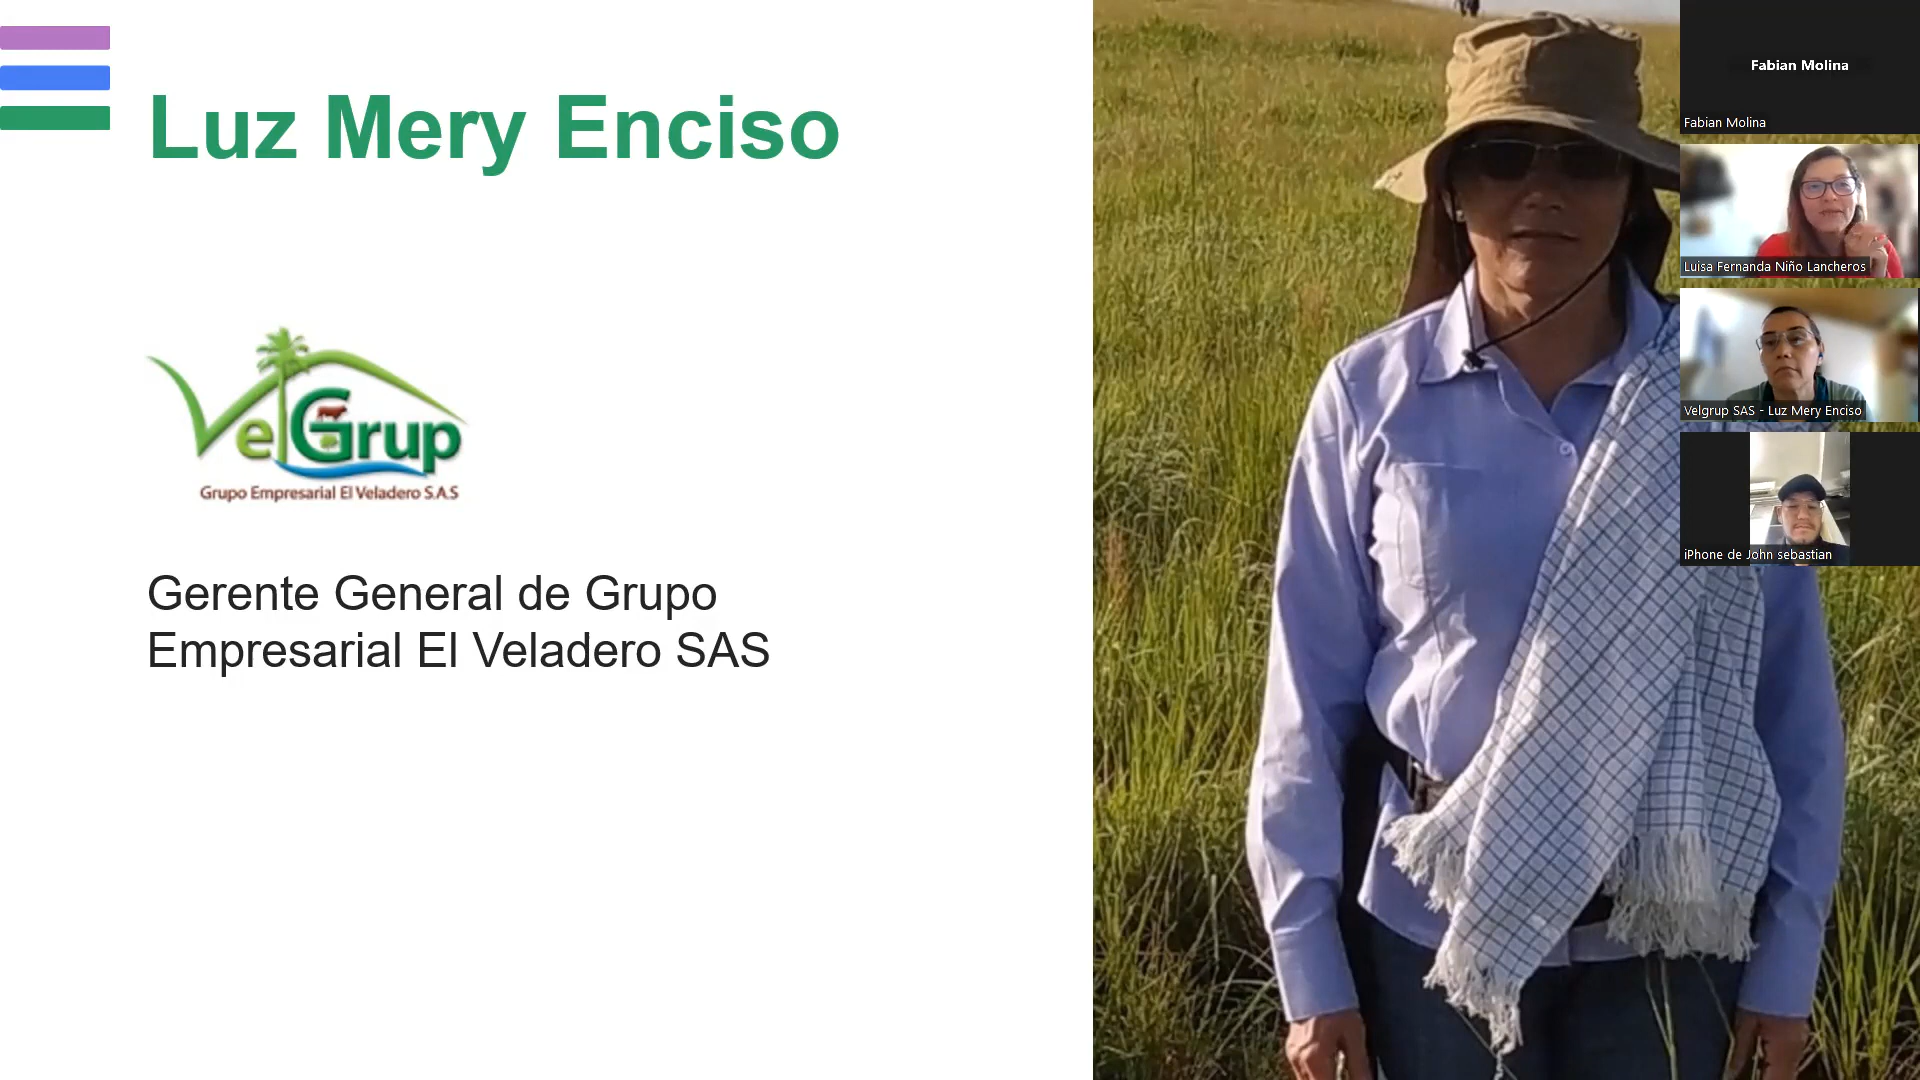 Luz Mery Enciso
VelGrup
Grupo Empresarial El Veladero S.A.S
Gerente General de Grupo
Empresarial El Veladero SAS
Fabian Molina
Fabian Molina
Luisa Fernanda Niño Lancheros
Velgrup SAS - Luz Mery Enciso
iPhone de John sebastian